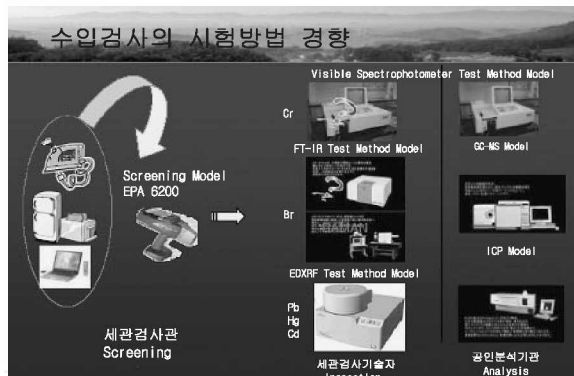 수입검사의 시험방법 경향
Visible Spectrophotometer Test Method Model
Cr
FT-IR Test Method Model
GC-MS Model
Screening Model
EPA 6200
Br
EDXRF Test Method Model
ICP Model
Pb
Hg
Cd
세관검사관
Screening
세관검사기술자
Inspection
공인분석기관
Analysis